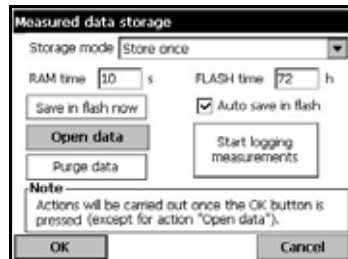 Measured data storage
Storage mode Store once
RAM time 10 s FLASH time 72 h
Save in flash now Auto save in flash
Open data Start logging
measurements
Purge data
Note
Actions will be carried out once the OK button is
pressed (except for action "Open data").
OK Cancel